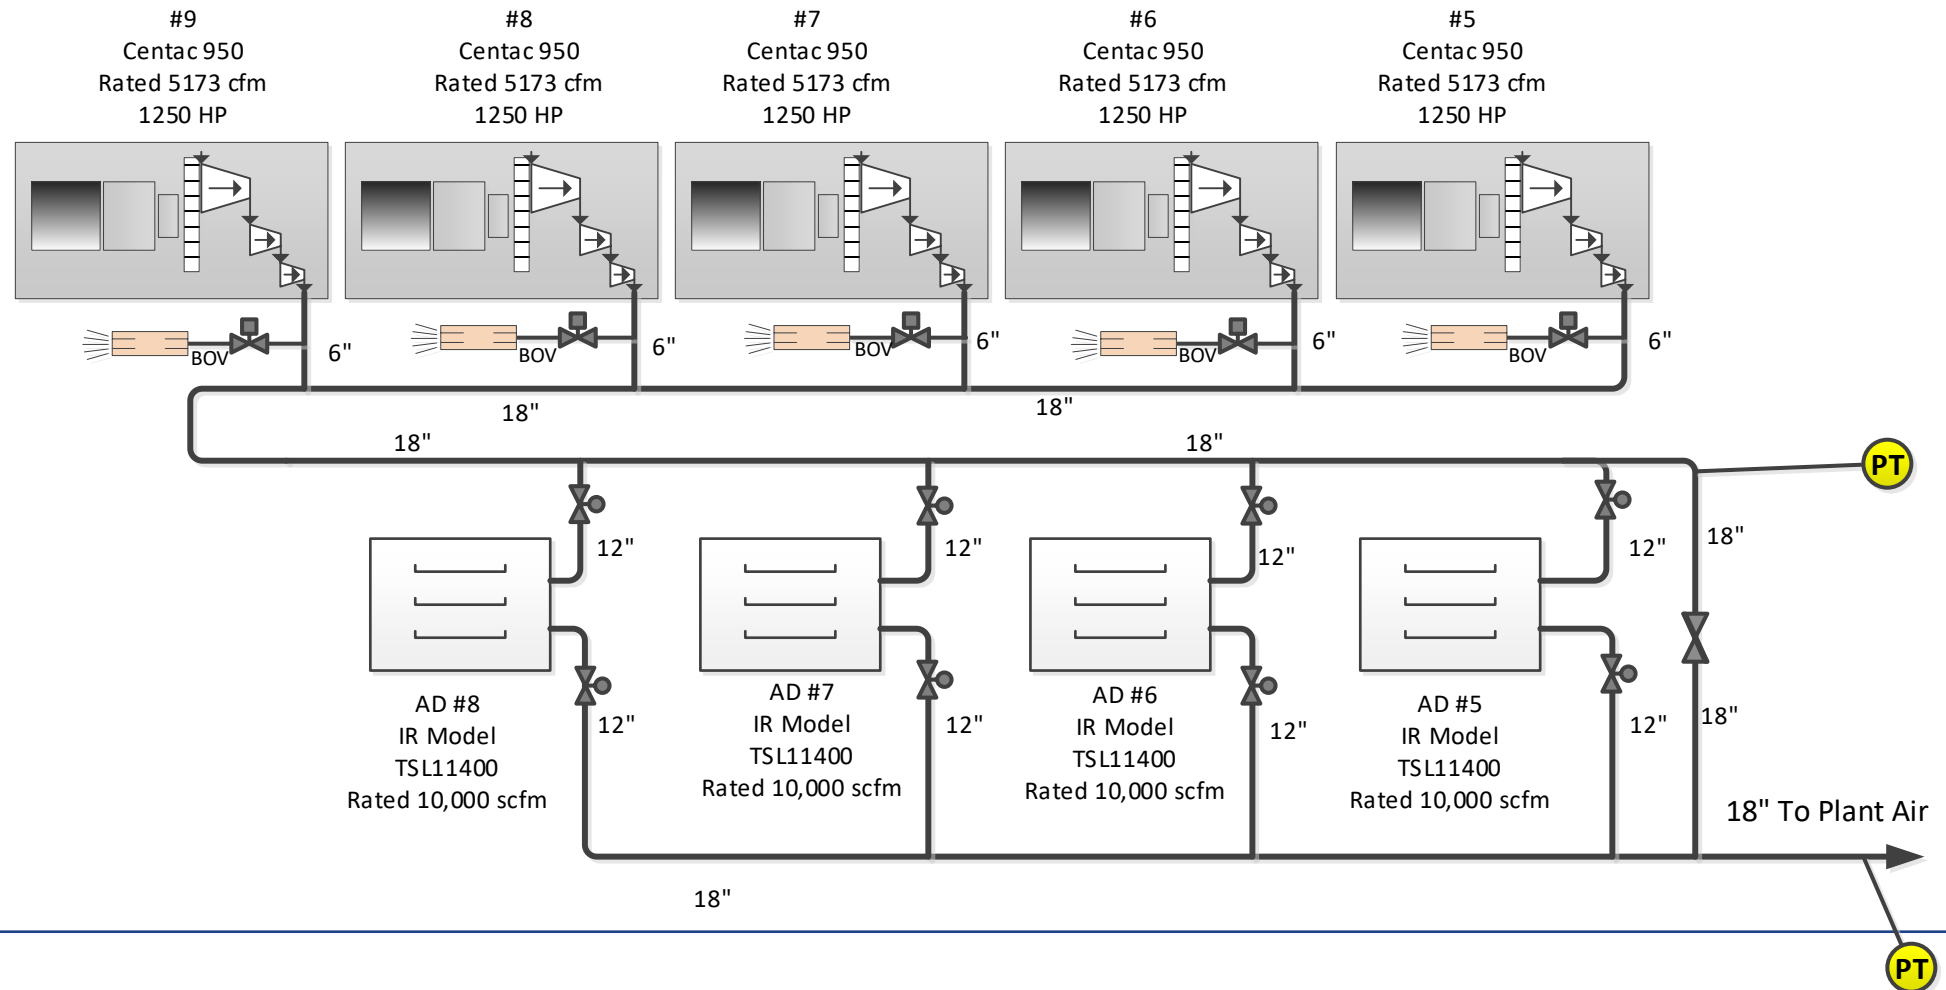 #9
Centac 950
Rated 5173 cfm
1250 HP
#8
Centac 950
Rated 5173 cfm
1250 HP
#7
Centac 950
Rated 5173 cfm
1250 HP
#6
Centac 950
Rated 5173 cfm
1250 HP
#5
Centac 950
Rated 5173 cfm
1250 HP
BOV
6"
BOV
6"
BOV
6"
BOV
6"
BOV
6"
18"
18"
18"
18"
PT
12"
12"
12"
12"
18"
AD #8
IR Model
TSL11400
Rated 10,000 scfm
12"
AD #7
IR Model
TSL11400
Rated 10,000 scfm
12"
AD #6
IR Model
TSL11400
Rated 10,000 scfm
12"
AD #5
IR Model
TSL11400
Rated 10,000 scfm
12"
18"
18" To Plant Air
18"
PT